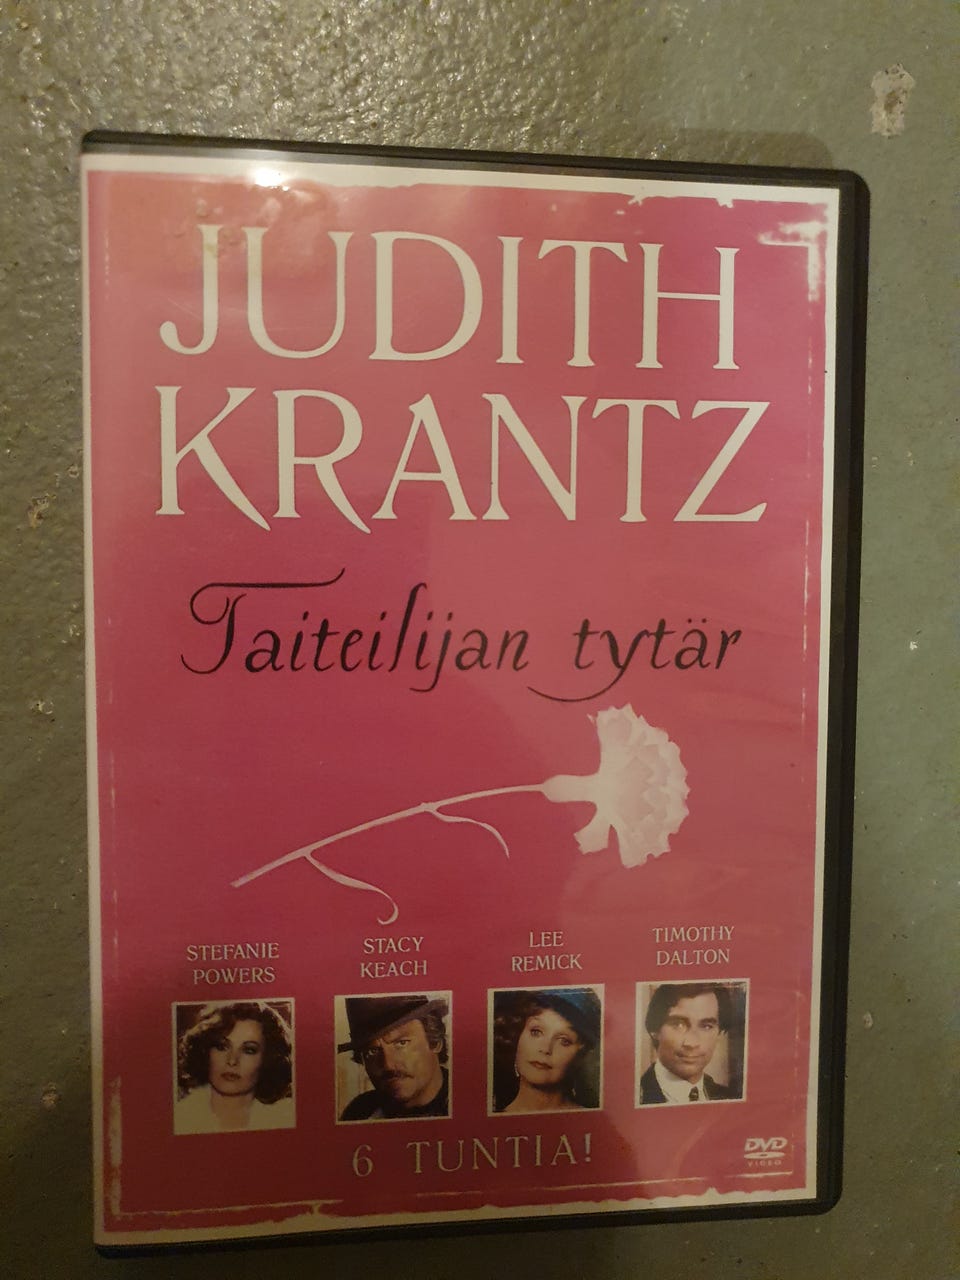 JUDITH
KRANTZ
Taiteilijan tytär
STEFANIE
POWERS
STACY
KEACH
LEE
REMICK
TIMOTHY
DALTON
6 TUNTIA!
DVD
VIDEO